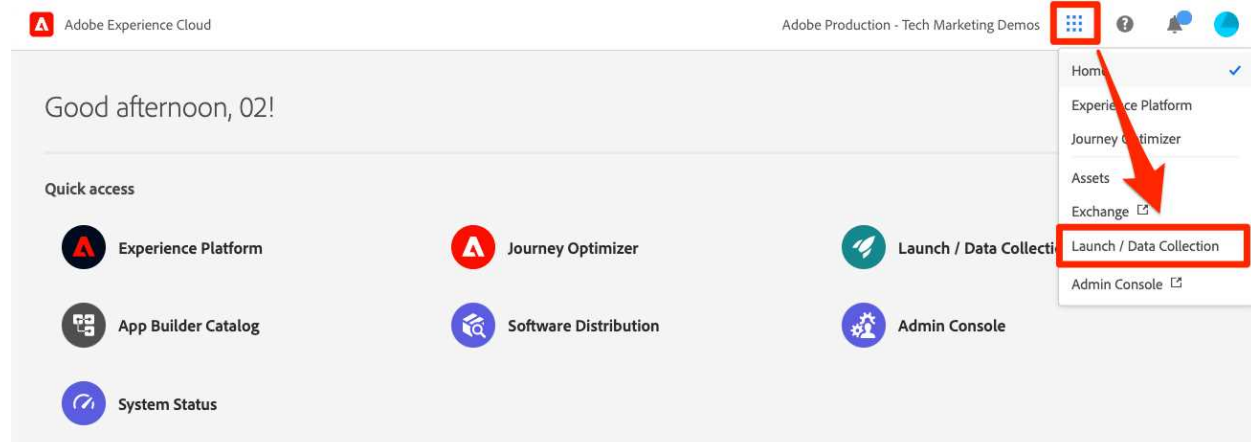 Adobe Experience Cloud
Adobe Production - Tech Marketing Demos
Home
Experience Platform
Journey Optimizer
Assets
Exchange
Launch / Data Collection
Admin Console
Good afternoon, 02!
Quick access
Experience Platform
Journey Optimizer
Launch / Data Collecti
App Builder Catalog
Software Distribution
Admin Console
System Status